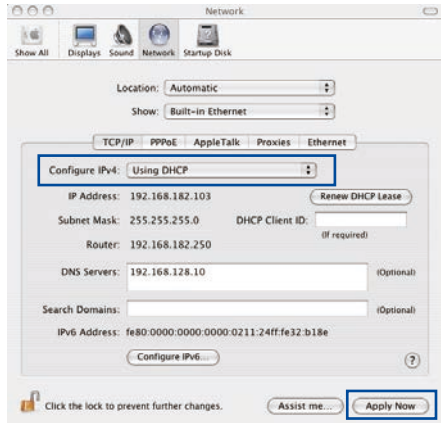 Network
Show All Displays Sound Network Startup Disk
Location: Automatic
Show: Built-in Ethernet
TCP/IP PPPoE AppleTalk Proxies Ethernet
Configure IPv4: Using DHCP
IP Address: 192.168.182.103 Renew DHCP Lease
Subnet Mask: 255.255.255.0 DHCP Client ID:
(If required)
Router: 192.168.182.250
DNS Servers: 192.168.128.10 (Optional)
Search Domains: (Optional)
IPv6 Address: fe80:0000:0000:0000:0211:24ff:fe32:b18e
Configure IPv6...
?
Click the lock to prevent further changes. Assist me... Apply Now